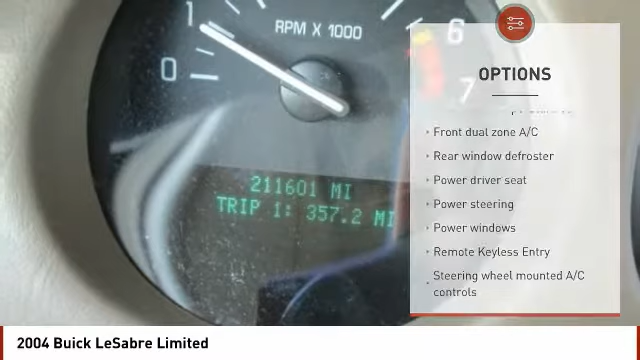 1
0
RPM X 1000
6
7
211601 MI
TRIP 1: 357.2 MI
OPTIONS
Front dual zone A/C
Rear window defroster
Power driver seat
Power steering
Power windows
Remote Keyless Entry
Steering wheel mounted A/C
controls
2004 Buick LeSabre Limited